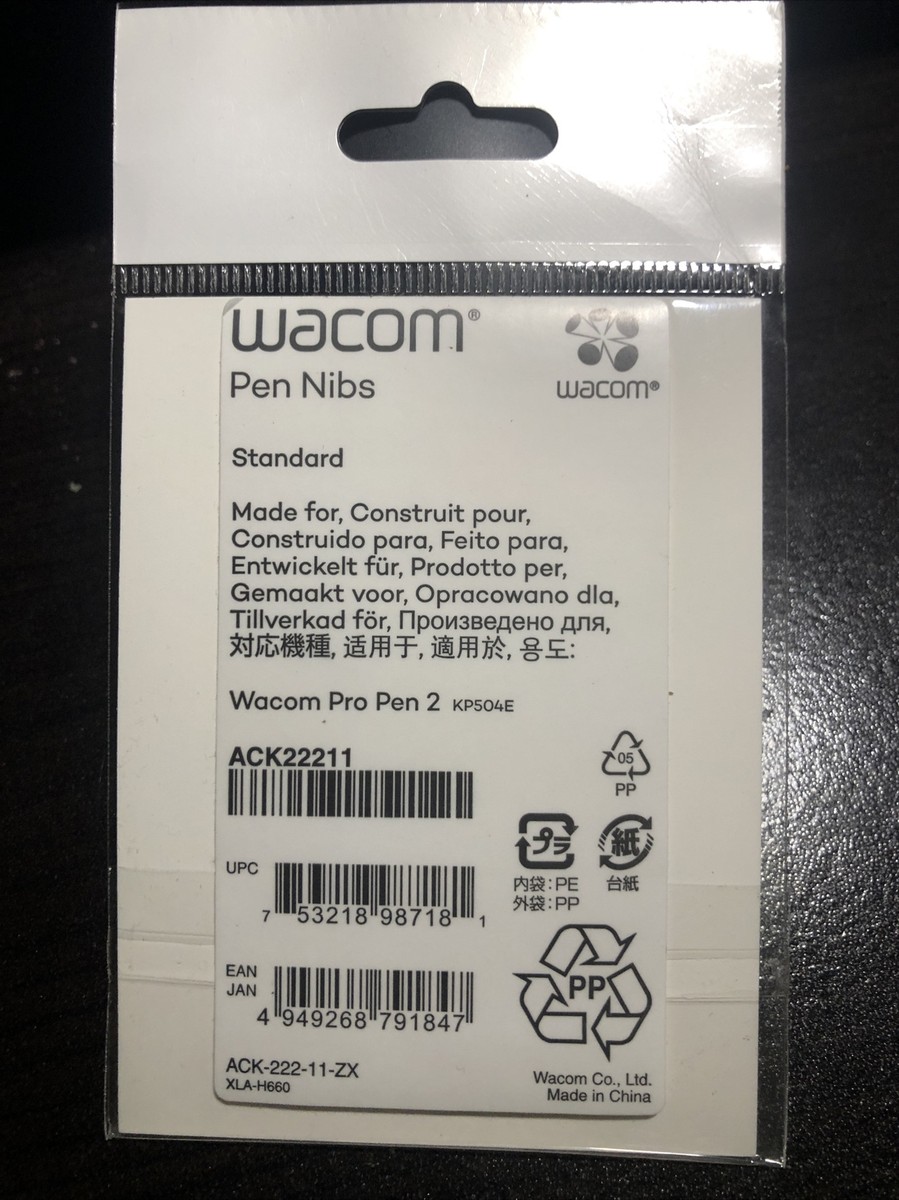 wacom®
wacom®
Pen Nibs
Standard
Made for, Construit pour,
Construido para, Feito para,
Entwickelt für, Prodotto per,
Gemaakt voor, Opracowano dla,
Tillverkad för, Произведено для,
対応機種, 适用于, 適用於, 용도:
Wacom Pro Pen 2 KP504E
ACK22211
05
PP
プラ
紙
内袋:PE
外袋:PP
台紙
UPC
7 53218 98718 1
PP
EAN
JAN
4 949268 791847
ACK-222-11-ZX
XLA-H660
Wacom Co., Ltd.
Made in China